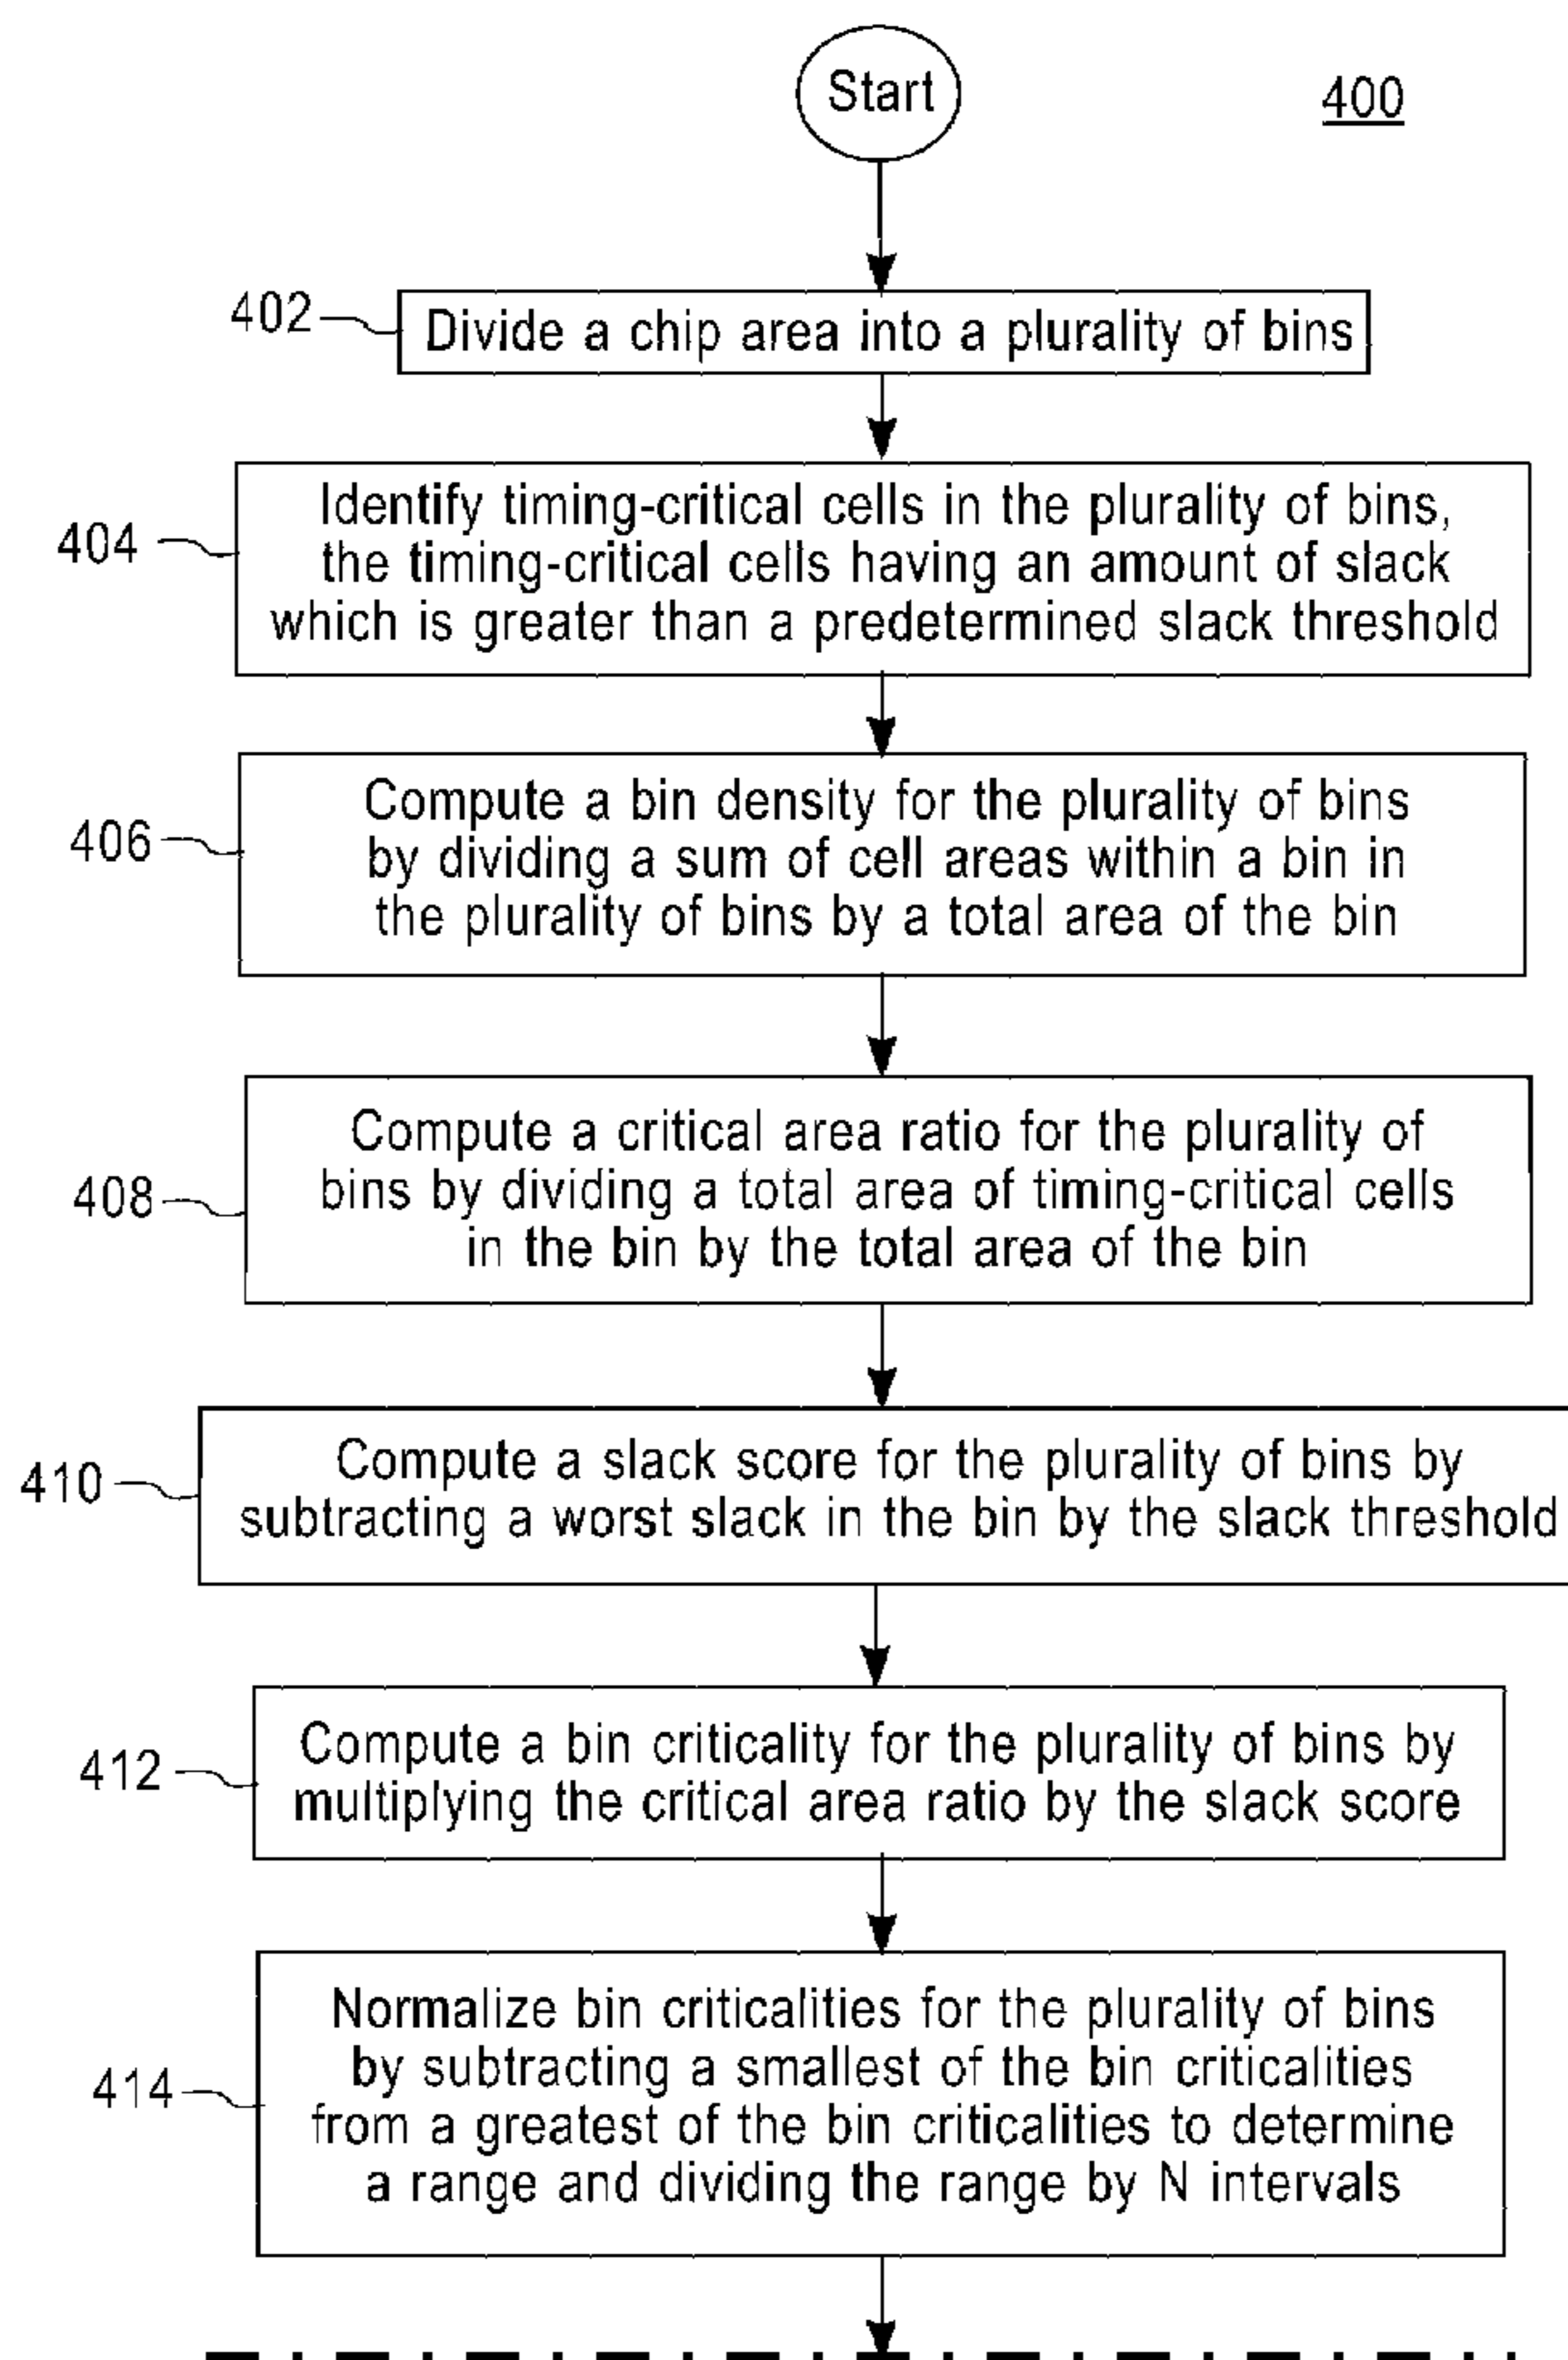 Start
400
402
Divide a chip area into a plurality of bins
404
Identify timing-critical cells in the plurality of bins,
the timing-critical cells having an amount of slack
which is greater than a predetermined slack threshold
406
Compute a bin density for the plurality of bins
by dividing a sum of cell areas within a bin in
the plurality of bins by a total area of the bin
408
Compute a critical area ratio for the plurality of
bins by dividing a total area of timing-critical cells
in the bin by the total area of the bin
410
Compute a slack score for the plurality of bins by
subtracting a worst slack in the bin by the slack threshold
412
Compute a bin criticality for the plurality of bins by
multiplying the critical area ratio by the slack score
414
Normalize bin criticalities for the plurality of bins
by subtracting a smallest of the bin criticalities
from a greatest of the bin criticalities to determine
a range and dividing the range by N intervals